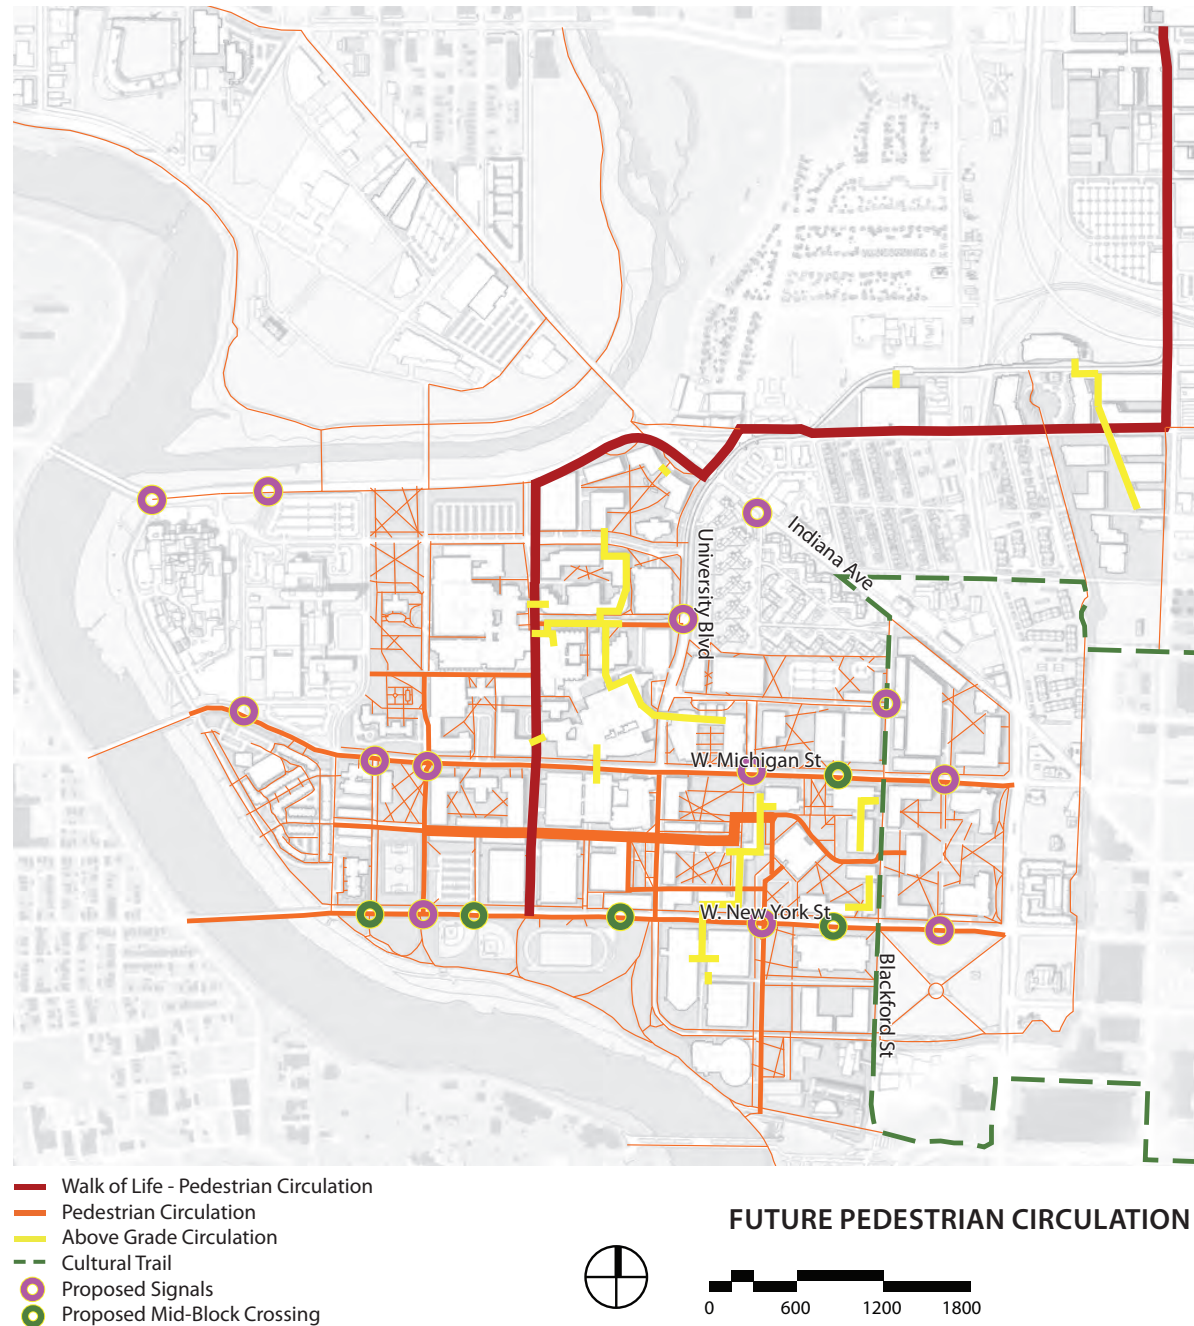 Indiana Ave
University Blvd
W. Michigan St
W. New York St
Blackford St
Walk of Life - Pedestrian Circulation
Pedestrian Circulation
Above Grade Circulation
Cultural Trail
Proposed Signals
Proposed Mid-Block Crossing
FUTURE PEDESTRIAN CIRCULATION
0 600 1200 1800